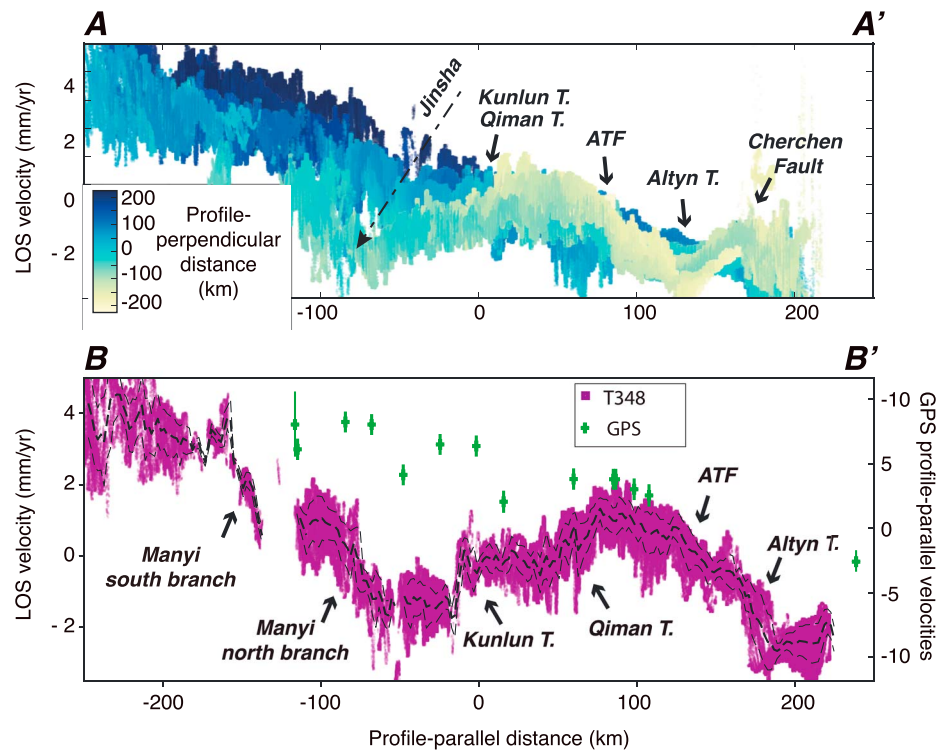 A
A'
LOS velocity (mm/yr)
4
2
0
- 2
Jinsha
Kunlun T.
Qiman T.
ATF
Altyn T.
Cherchen
Fault
200
100
0
-100
-200
Profile-
perpendicular
distance
(km)
-100
0
100
200
B
B'
LOS velocity (mm/yr)
4
2
0
- 2
T348
GPS
ATF
Altyn T.
Manyi
south branch
Manyi
north branch
Kunlun T.
Qiman T.
-10
5
0
-5
-10
GPS profile-parallel velocities
-200
-100
0
100
200
Profile-parallel distance (km)